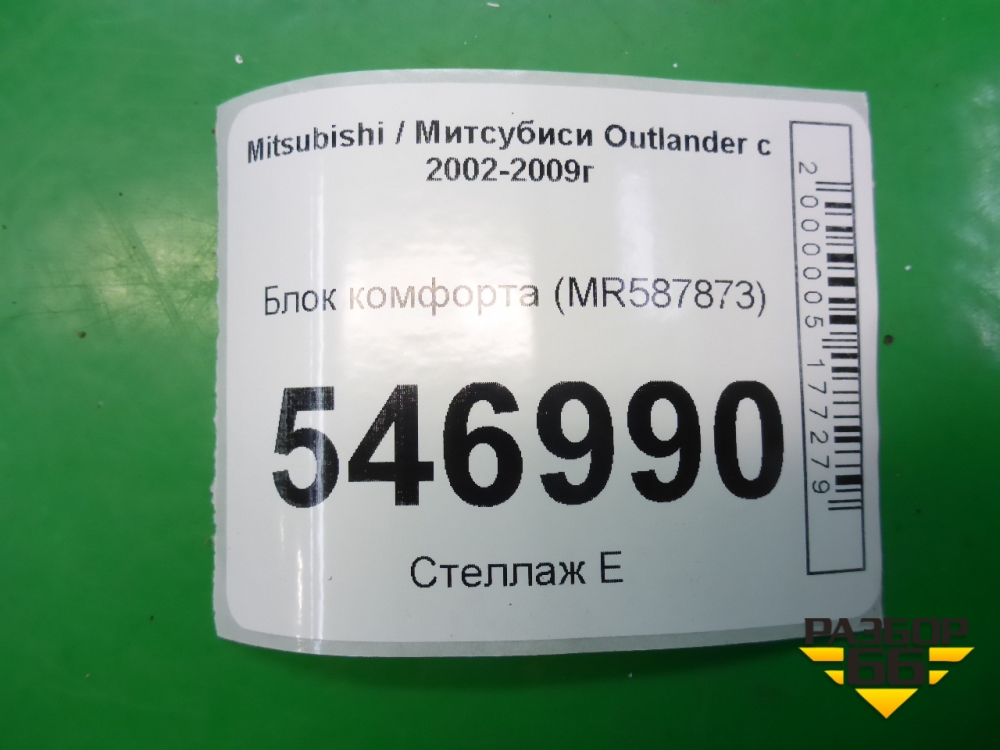 Mitsubishi / Митсубиси Outlander с
2002-2009г
Блок комфорта (MR587873)
546990
Стеллаж Е
2000005177279
РАЗБОР
66